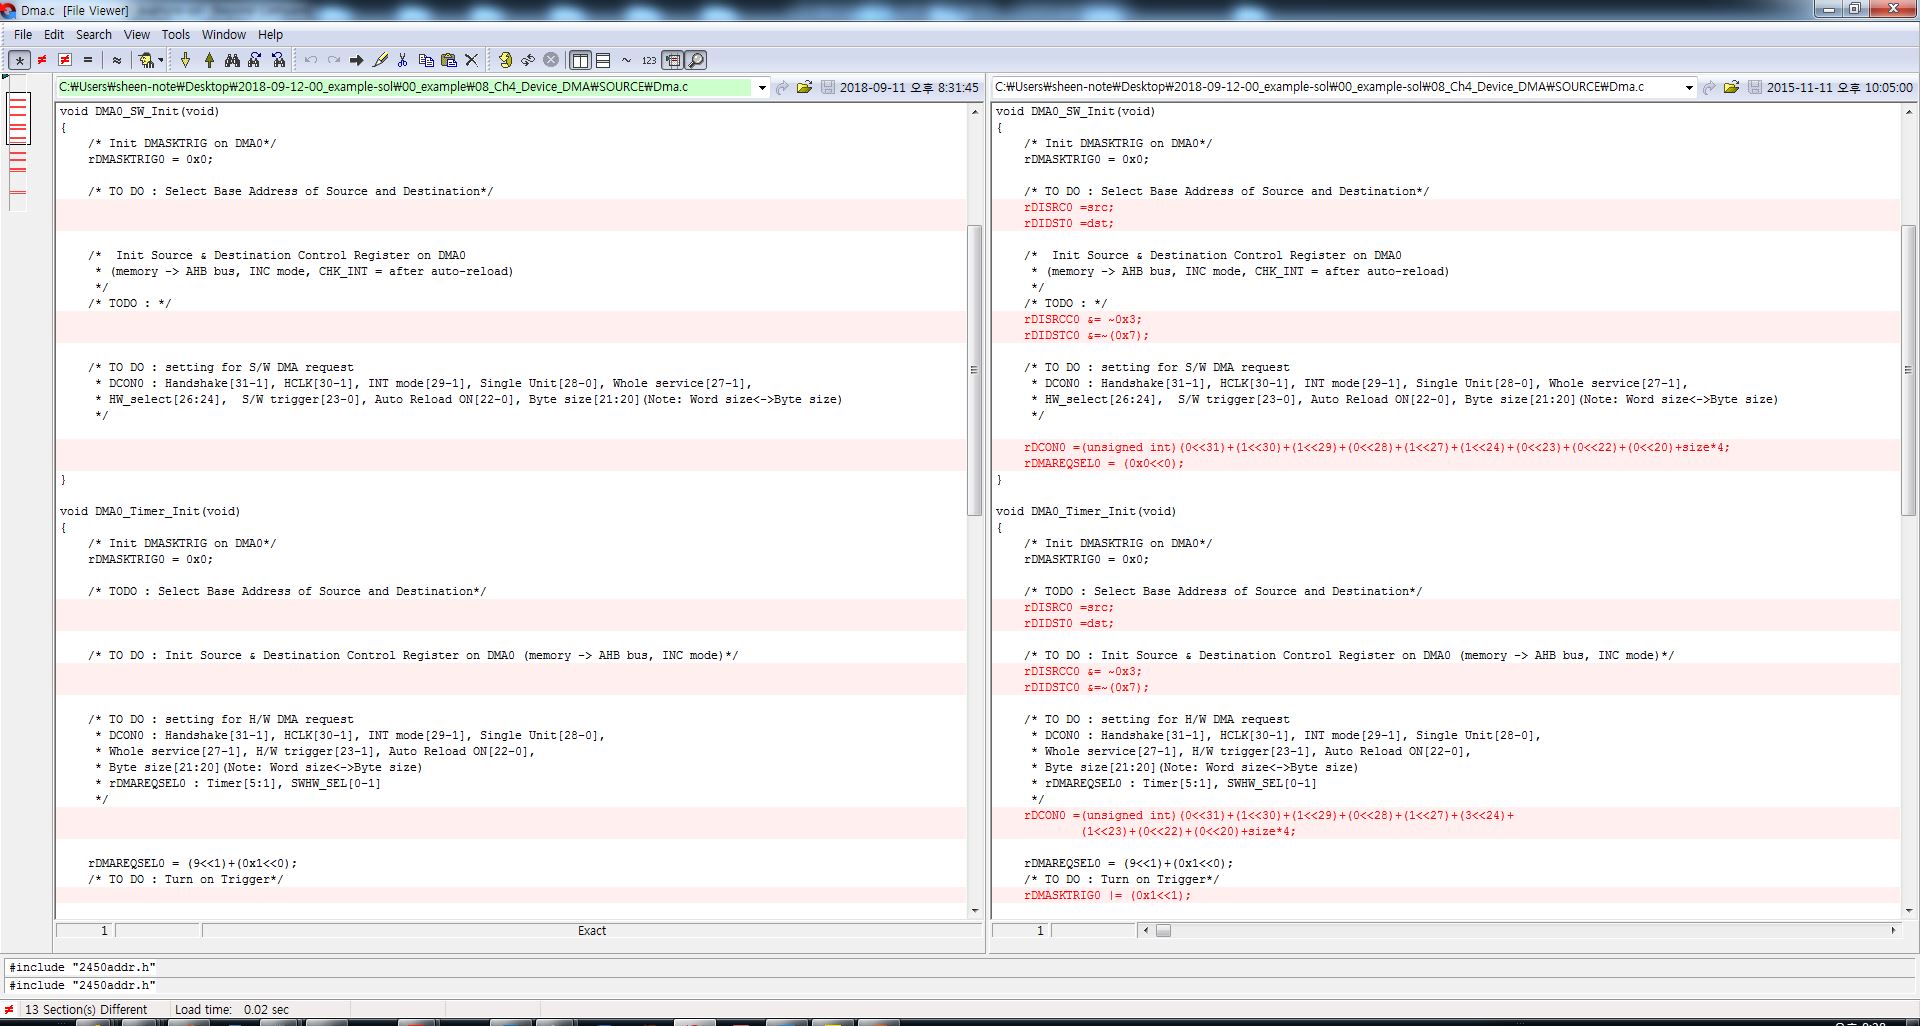 Dma.c [File Viewer]
File Edit Search View Tools Window Help
123
C:₩Users₩sheen-note₩Desktop₩2018-09-12-00_example-sol₩00_example₩08_Ch4_Device_DMA₩SOURCE₩Dma.c
2018-09-11 오후 8:31:45
void DMA0_SW_Init(void)
{
/* Init DMASKTRIG on DMA0*/
rDMASKTRIG0 = 0x0;
/* TO DO : Select Base Address of Source and Destination*/
/*  Init Source & Destination Control Register on DMA0
* (memory -> AHB bus, INC mode, CHK_INT = after auto-reload)
*/
/* TODO : */
/* TO DO : setting for S/W DMA request
* DCON0 : Handshake[31-1], HCLK[30-1], INT mode[29-1], Single Unit[28-0], Whole service[27-1],
* HW_select[26:24],  S/W trigger[23-0], Auto Reload ON[22-0], Byte size[21:20](Note: Word size<->Byte size)
*/
}
void DMA0_Timer_Init(void)
{
/* Init DMASKTRIG on DMA0*/
rDMASKTRIG0 = 0x0;
/* TODO : Select Base Address of Source and Destination*/
/* TO DO : Init Source & Destination Control Register on DMA0 (memory -> AHB bus, INC mode)*/
/* TO DO : setting for H/W DMA request
* DCON0 : Handshake[31-1], HCLK[30-1], INT mode[29-1], Single Unit[28-0],
* Whole service[27-1], H/W trigger[23-1], Auto Reload ON[22-0],
* Byte size[21:20](Note: Word size<->Byte size)
* rDMAREQSEL0 : Timer[5:1], SWHW_SEL[0-1]
*/
rDMAREQSEL0 = (9<<1)+(0x1<<0);
/* TO DO : Turn on Trigger*/
1 Exact
C:₩Users₩sheen-note₩Desktop₩2018-09-12-00_example-sol₩00_example-sol₩08_Ch4_Device_DMA₩SOURCE₩Dma.c
2015-11-11 오후 10:05:00
void DMA0_SW_Init(void)
{
/* Init DMASKTRIG on DMA0*/
rDMASKTRIG0 = 0x0;
/* TO DO : Select Base Address of Source and Destination*/
rDISRC0 =src;
rDIDST0 =dst;
/*  Init Source & Destination Control Register on DMA0
* (memory -> AHB bus, INC mode, CHK_INT = after auto-reload)
*/
/* TODO : */
rDISRCC0 &= ~0x3;
rDIDSTC0 &=~(0x7);
/* TO DO : setting for S/W DMA request
* DCON0 : Handshake[31-1], HCLK[30-1], INT mode[29-1], Single Unit[28-0], Whole service[27-1],
* HW_select[26:24],  S/W trigger[23-0], Auto Reload ON[22-0], Byte size[21:20](Note: Word size<->Byte size)
*/
rDCON0 =(unsigned int)(0<<31)+(1<<30)+(1<<29)+(0<<28)+(1<<27)+(1<<24)+(0<<23)+(0<<22)+(0<<20)+size*4;
rDMAREQSEL0 = (0x0<<0);
}
void DMA0_Timer_Init(void)
{
/* Init DMASKTRIG on DMA0*/
rDMASKTRIG0 = 0x0;
/* TODO : Select Base Address of Source and Destination*/
rDISRC0 =src;
rDIDST0 =dst;
/* TO DO : Init Source & Destination Control Register on DMA0 (memory -> AHB bus, INC mode)*/
rDISRCC0 &= ~0x3;
rDIDSTC0 &=~(0x7);
/* TO DO : setting for H/W DMA request
* DCON0 : Handshake[31-1], HCLK[30-1], INT mode[29-1], Single Unit[28-0],
* Whole service[27-1], H/W trigger[23-1], Auto Reload ON[22-0],
* Byte size[21:20](Note: Word size<->Byte size)
* rDMAREQSEL0 : Timer[5:1], SWHW_SEL[0-1]
*/
rDCON0 =(unsigned int)(0<<31)+(1<<30)+(1<<29)+(0<<28)+(1<<27)+(3<<24)+
(1<<23)+(0<<22)+(0<<20)+size*4;
rDMAREQSEL0 = (9<<1)+(0x1<<0);
/* TO DO : Turn on Trigger*/
rDMASKTRIG0 |= (0x1<<1);
1
#include "2450addr.h"
#include "2450addr.h"
13 Section(s) Different Load time: 0.02 sec